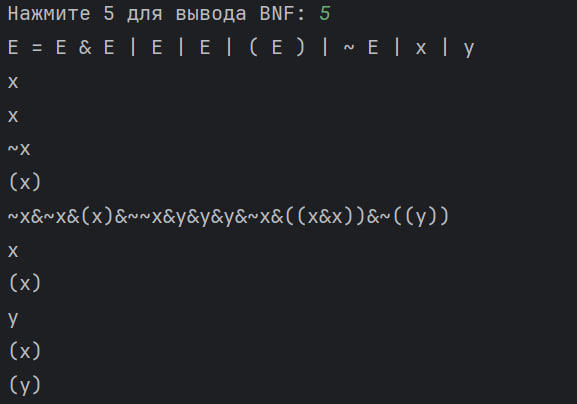 Нажмите 5 для вывода BNF: 5
E = E & E | E | E | ( E ) | ~ E | x | y
x
x
~x
(x)
~x&~x&(x)&~~x&y&y&y&~x&((x&x))&~((y))
x
(x)
y
(x)
(y)